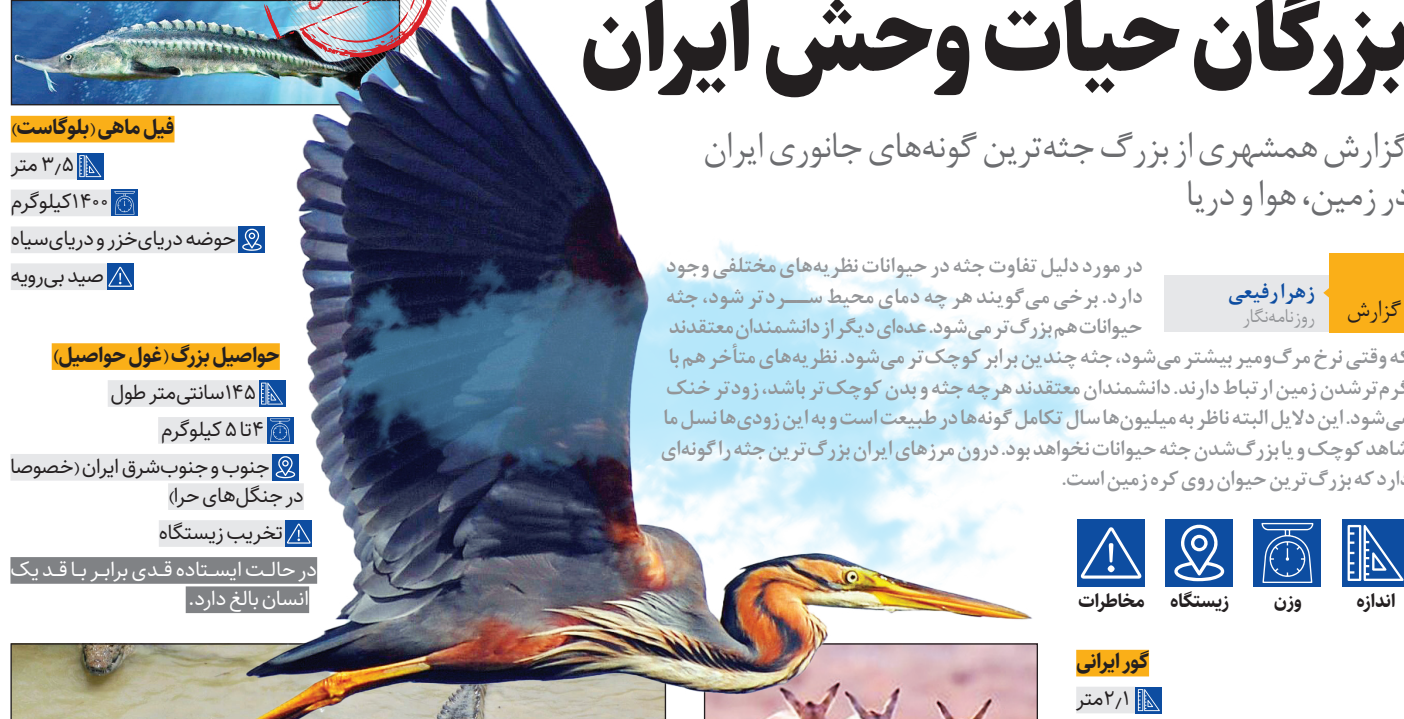 بزرگان حیات وحش ایران
گزارش همشهری از بزرگ جثه‌ترین گونه‌های جانوری ایران
در زمین، هوا و دریا
گزارش
زهرا رفیعی
روزنامه‌نگار
در مورد دلیل تفاوت جثه در حیوانات نظریه‌های مختلفی وجود
دارد. برخی می‌گویند هر چه دمای محیط ســـردتر شود، جثه
حیوانات هم بزرگ‌تر می‌شود. عده‌ای دیگر از دانشمندان معتقدند
که وقتی نرخ مرگ‌ومیر بیشتر می‌شود، جثه چندین برابر کوچک‌تر می‌شود. نظریه‌های متأخر هم با
گرم‌تر شدن زمین ارتباط دارند. دانشمندان معتقدند هرچه جثه و بدن کوچک‌تر باشد، زودتر خنک
می‌شود. این دلایل البته ناظر به میلیون‌ها سال تکامل گونه‌ها در طبیعت است و به این زودی‌ها نسل ما
شاهد کوچک و یا بزرگ‌شدن جثه حیوانات نخواهد بود. درون مرزهای ایران بزرگ‌ترین جثه را گونه‌ای
دارد که بزرگ‌ترین حیوان روی کره زمین است.
اندازه
وزن
زیستگاه
مخاطرات
گور ایرانی
۲٫۱متر
فیل ماهی (بلوگاست)
۳٫۵ متر
۱۴۰۰کیلوگرم
حوضه دریای‌خزر و دریای‌سیاه
صید بی‌رویه
حواصیل بزرگ (غول حواصیل)
۱۴۵سانتی‌متر طول
۴تا ۵ کیلوگرم
جنوب و جنوب‌شرق ایران (خصوصا
در جنگل‌های حرا)
تخریب زیستگاه
در حالت ایستاده قدی برابر با قد یک
انسان بالغ دارد.